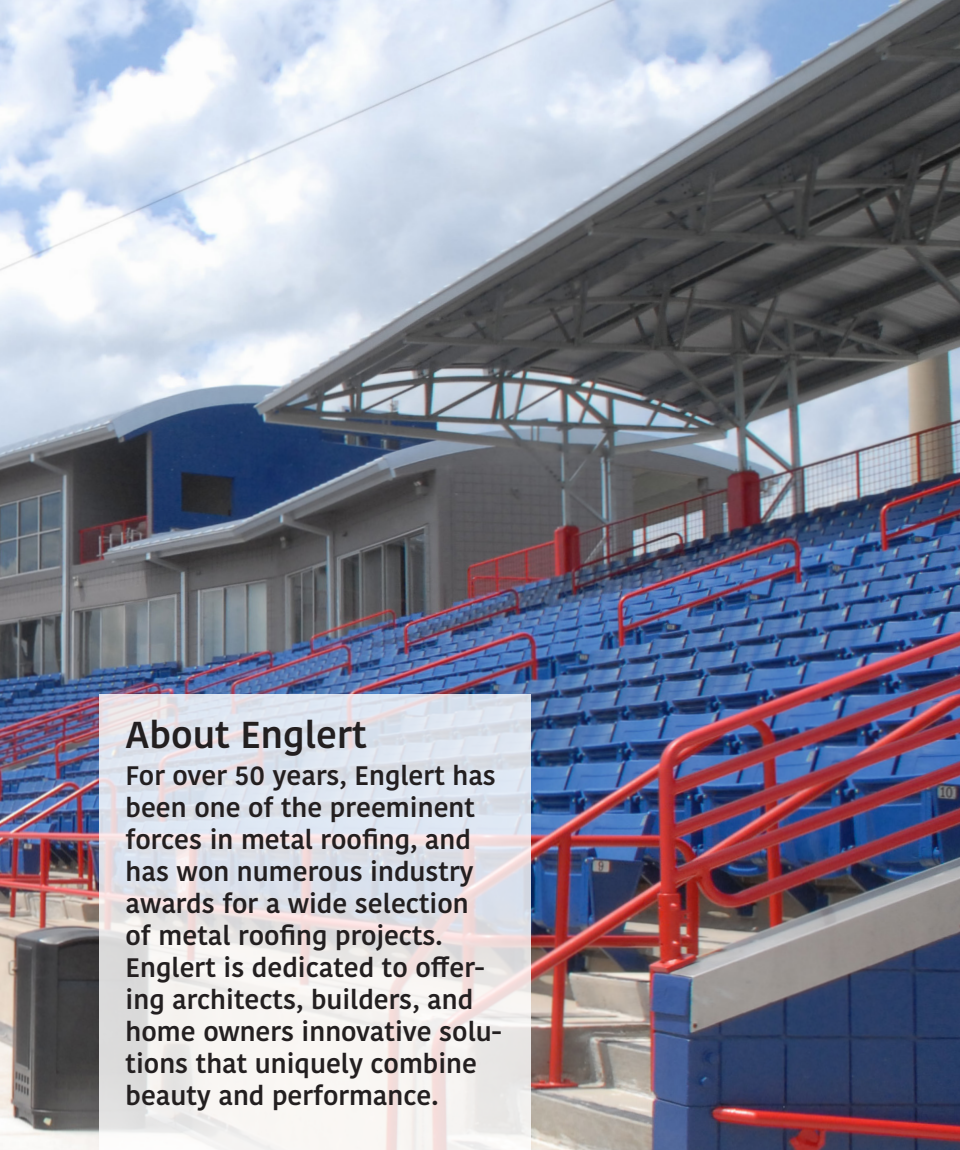 About Englert
For over 50 years, Englert has
been one of the preeminent
forces in metal roofing, and
has won numerous industry
awards for a wide selection
of metal roofing projects.
Englert is dedicated to offer-
ing architects, builders, and
home owners innovative solu-
tions that uniquely combine
beauty and performance.
10
9